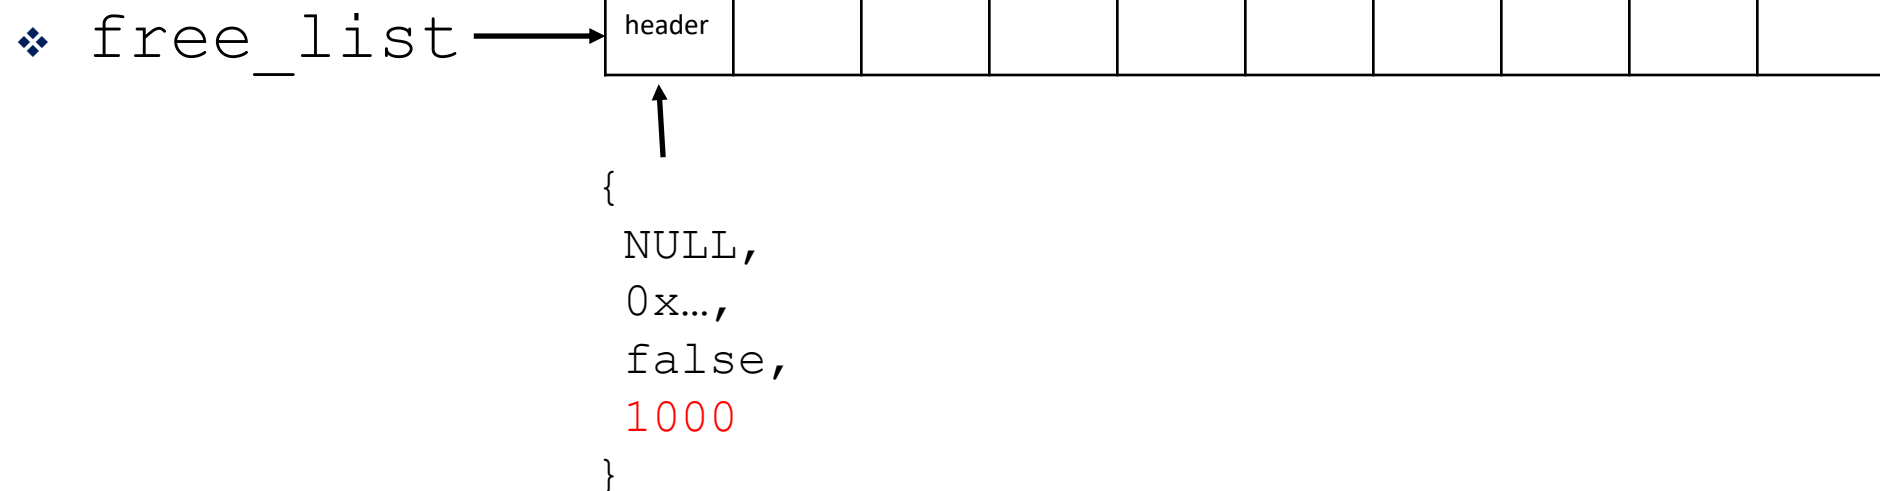 ❖ free_list
header
{
NULL,
0x…,
false,
1000
}